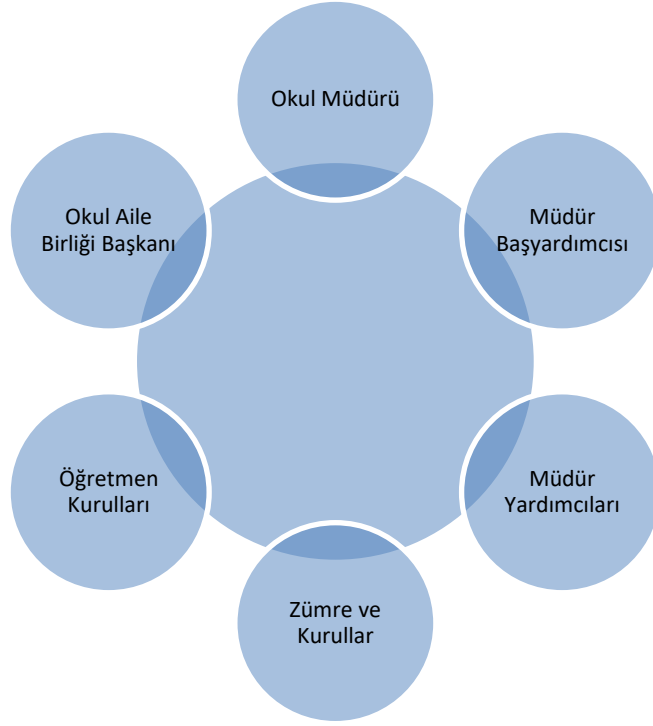 Okul Müdürü
Müdür
Başyardımcısı
Müdür
Yardımcıları
Zümre ve
Kurullar
Öğretmen
Kurulları
Okul Aile
Birliği Başkanı